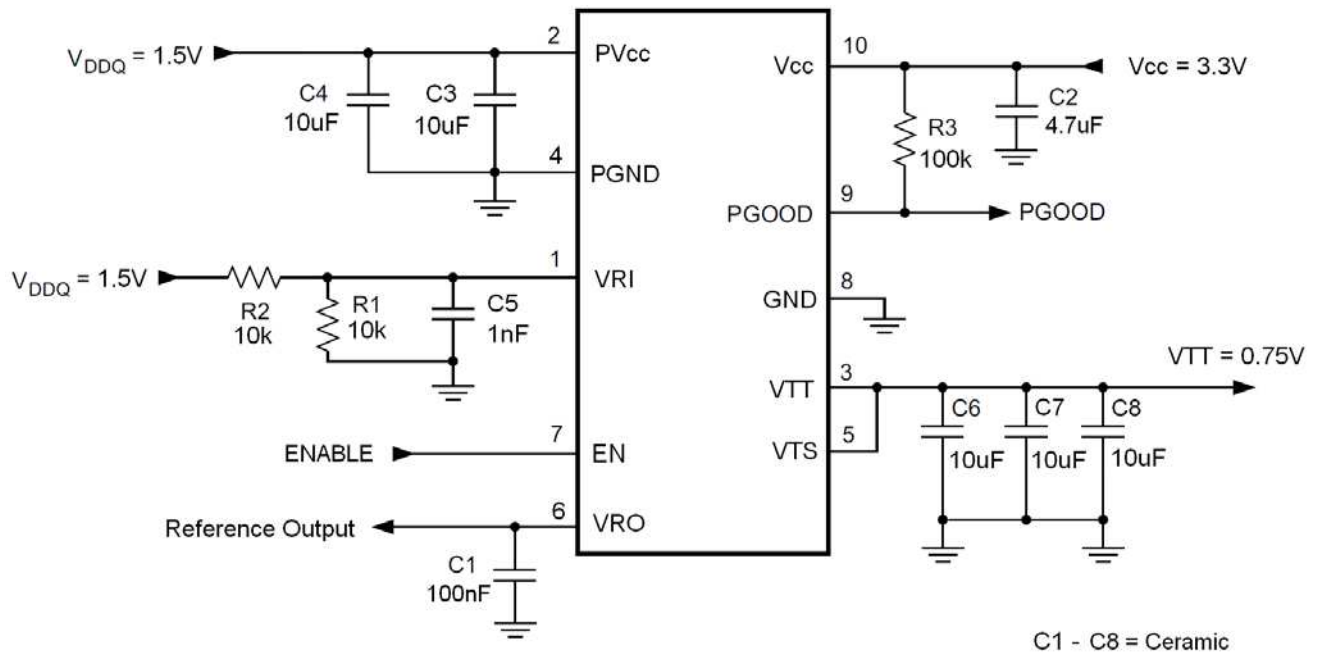 V_DDQ = 1.5V
2
PVcc
C4
10uF
C3
10uF
4
PGND
V_DDQ = 1.5V
1
VRI
R2
10k
R1
10k
C5
1nF
ENABLE
7
EN
Reference Output
6
VRO
C1
100nF
10
Vcc
Vcc = 3.3V
R3
100k
C2
4.7uF
9
PGOOD
PGOOD
8
GND
VTT = 0.75V
3
VTT
5
VTS
C6
10uF
C7
10uF
C8
10uF
C1 - C8 = Ceramic